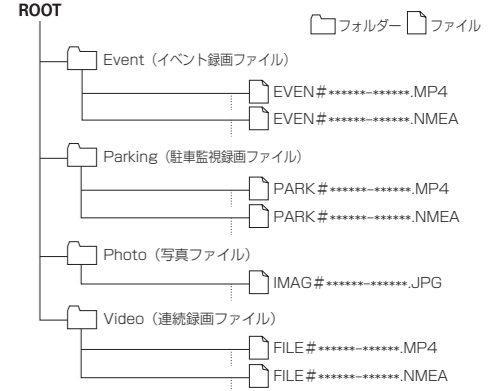 ROOT
フォルダー ファイル
Event（イベント録画ファイル）
EVEN#******-******.MP4
EVEN#******-******.NMEA
Parking（駐車監視録画ファイル）
PARK#******-******.MP4
PARK#******-******.NMEA
Photo（写真ファイル）
IMAG#******-******.JPG
Video（連続録画ファイル）
FILE#******-******.MP4
FILE#******-******.NMEA